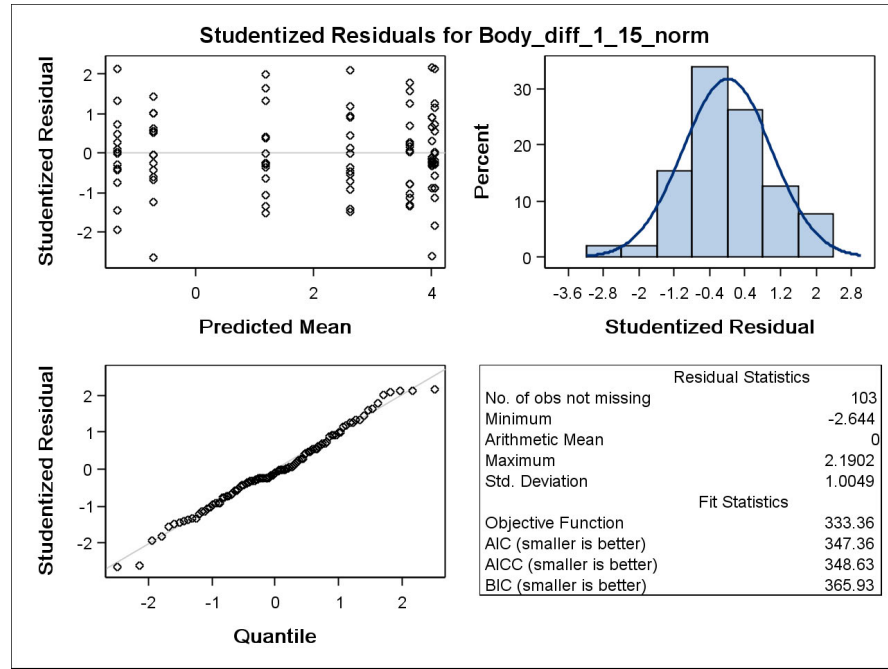 Studentized Residuals for Body_diff_1_15_norm
Studentized Residual
2
1
0
-1
-2
0 2 4
Predicted Mean
Percent
30
20
10
0
-3.6 -2.8 -2 -1.2 -0.4 0.4 1.2 2 2.8
Studentized Residual
Studentized Residual
2
1
0
-1
-2
-2 -1 0 1 2
Quantile
Residual Statistics
No. of obs not missing 103
Minimum -2.644
Arithmetic Mean 0
Maximum 2.1902
Std. Deviation 1.0049
Fit Statistics
Objective Function 333.36
AIC (smaller is better) 347.36
AICC (smaller is better) 348.63
BIC (smaller is better) 365.93